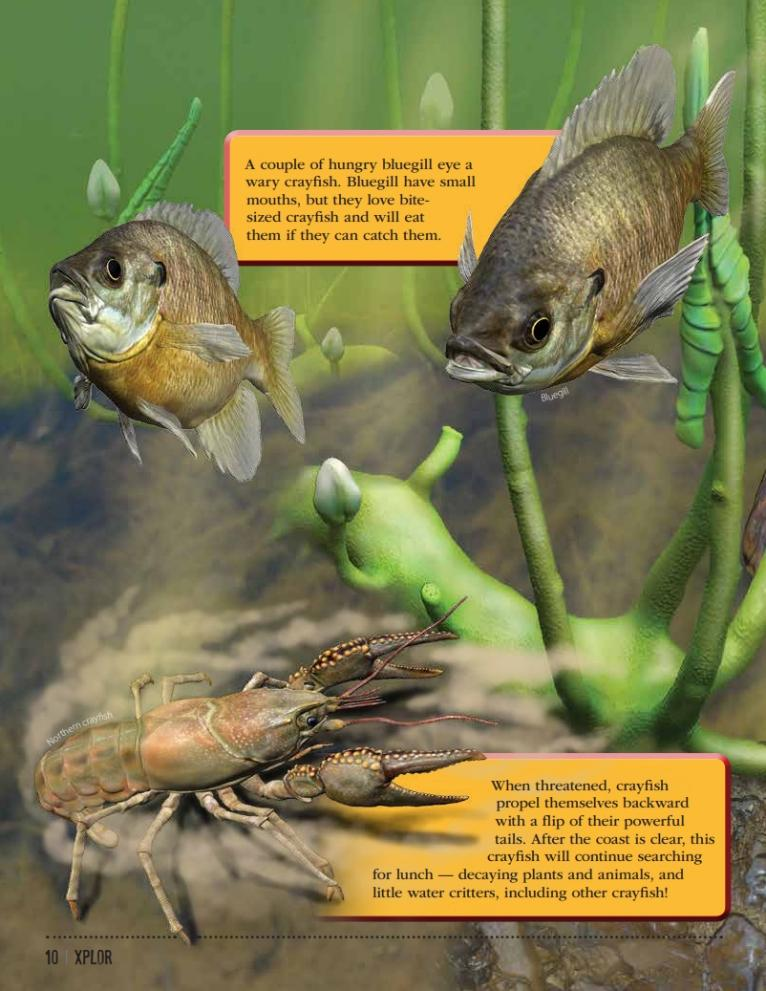 A couple of hungry bluegill eye a
wary crayfish. Bluegill have small
mouths, but they love bite-
sized crayfish and will eat
them if they can catch them.
Bluegill
Northern crayfish
When threatened, crayfish
propel themselves backward
with a flip of their powerful
tails. After the coast is clear, this
crayfish will continue searching
for lunch — decaying plants and animals, and
little water critters, including other crayfish!
10 | XPLOR